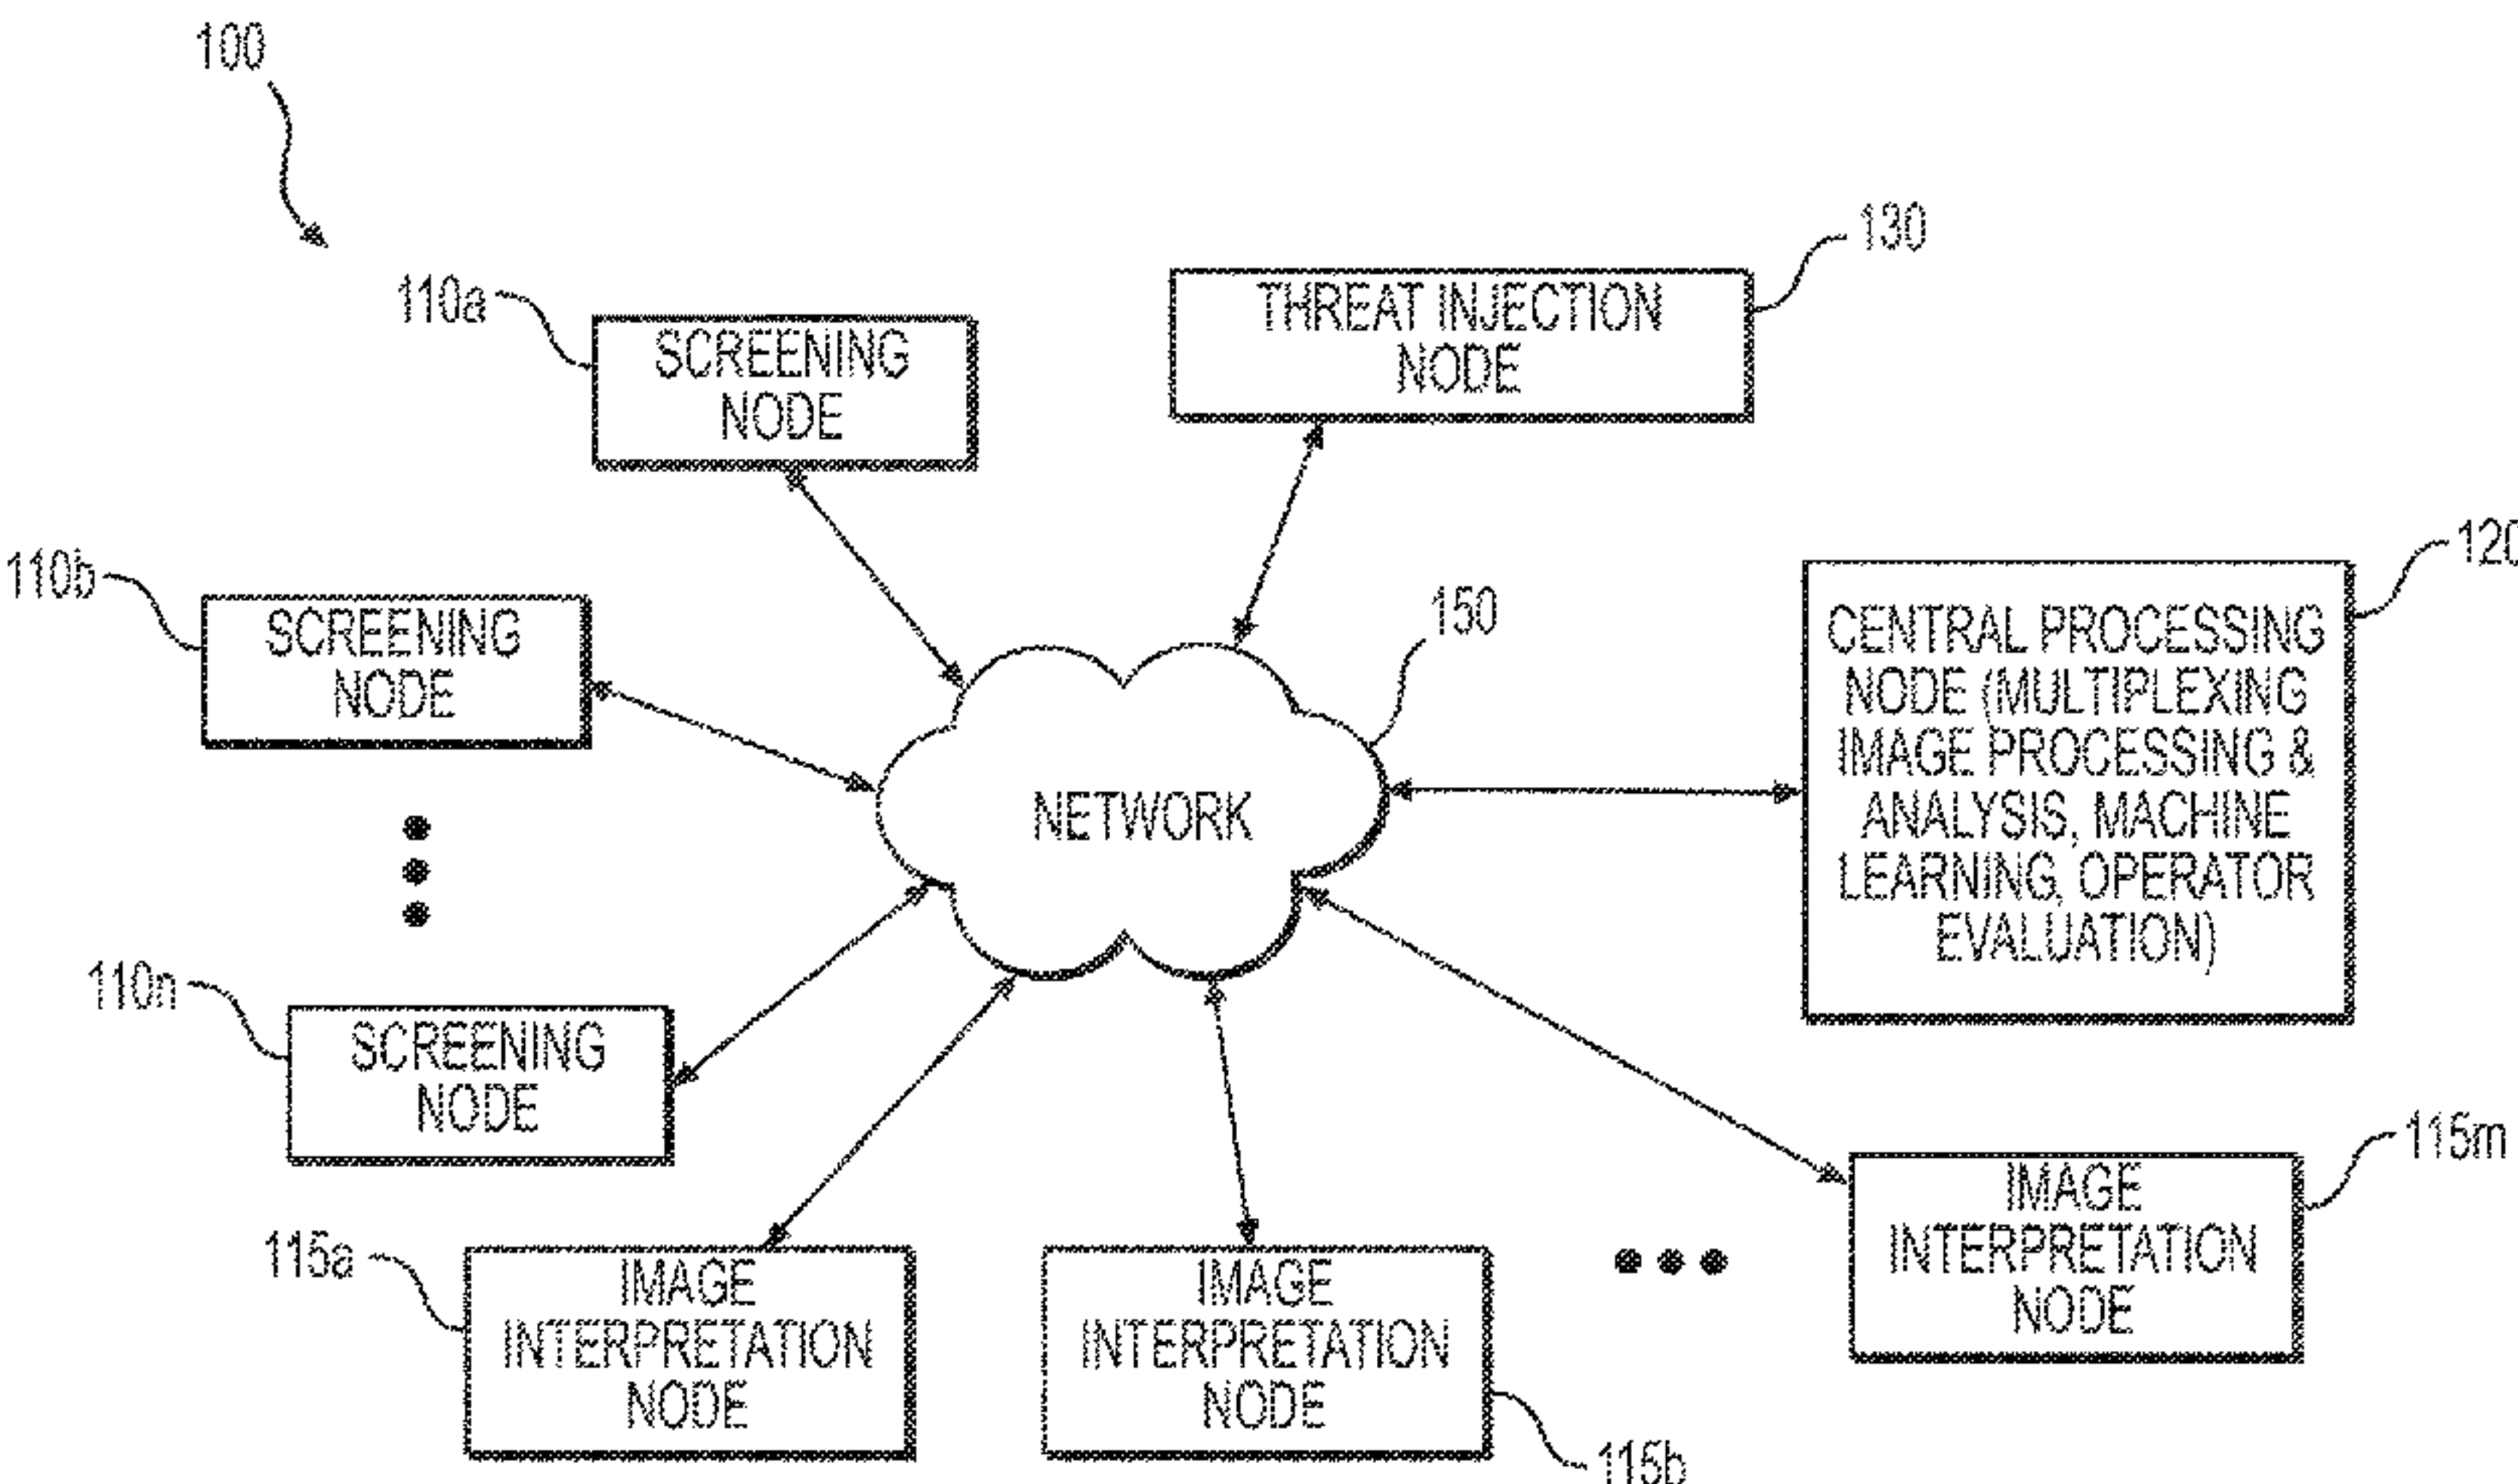 100
110a
SCREENING
NODE
130
THREAT INJECTION
NODE
110b
SCREENING
NODE
150
NETWORK
120
CENTRAL PROCESSING
NODE (MULTIPLEXING
IMAGE PROCESSING &
ANALYSIS, MACHINE
LEARNING, OPERATOR
EVALUATION)
110n
SCREENING
NODE
115a
IMAGE
INTERPRETATION
NODE
IMAGE
INTERPRETATION
NODE
115b
115m
IMAGE
INTERPRETATION
NODE